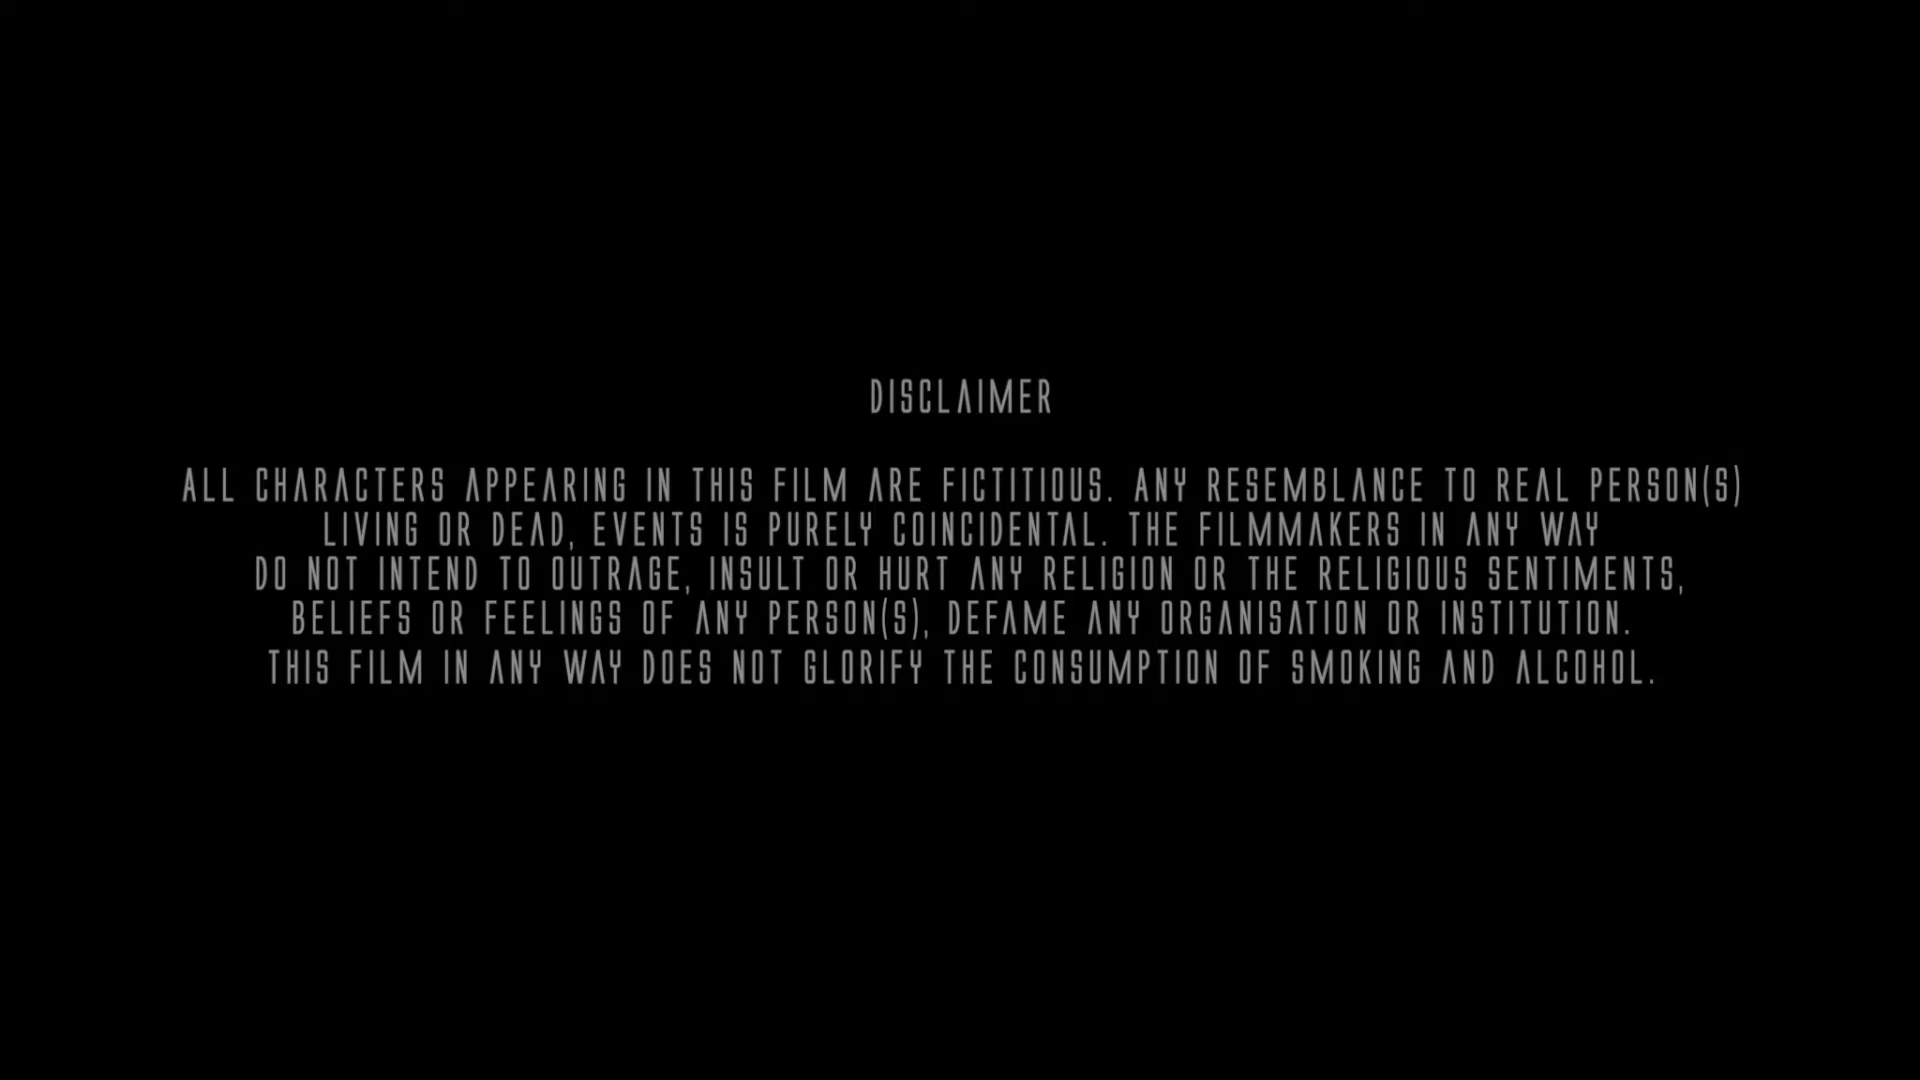 DISCLAIMER
ALL CHARACTERS APPEARING IN THIS FILM ARE FICTITIOUS. ANY RESEMBLANCE TO REAL PERSON(S)
LIVING OR DEAD, EVENTS IS PURELY COINCIDENTAL. THE FILMMAKERS IN ANY WAY
DO NOT INTEND TO OUTRAGE, INSULT OR HURT ANY RELIGION OR THE RELIGIOUS SENTIMENTS,
BELIEFS OR FEELINGS OF ANY PERSON(S), DEFAME ANY ORGANISATION OR INSTITUTION.
THIS FILM IN ANY WAY DOES NOT GLORIFY THE CONSUMPTION OF SMOKING AND ALCOHOL.